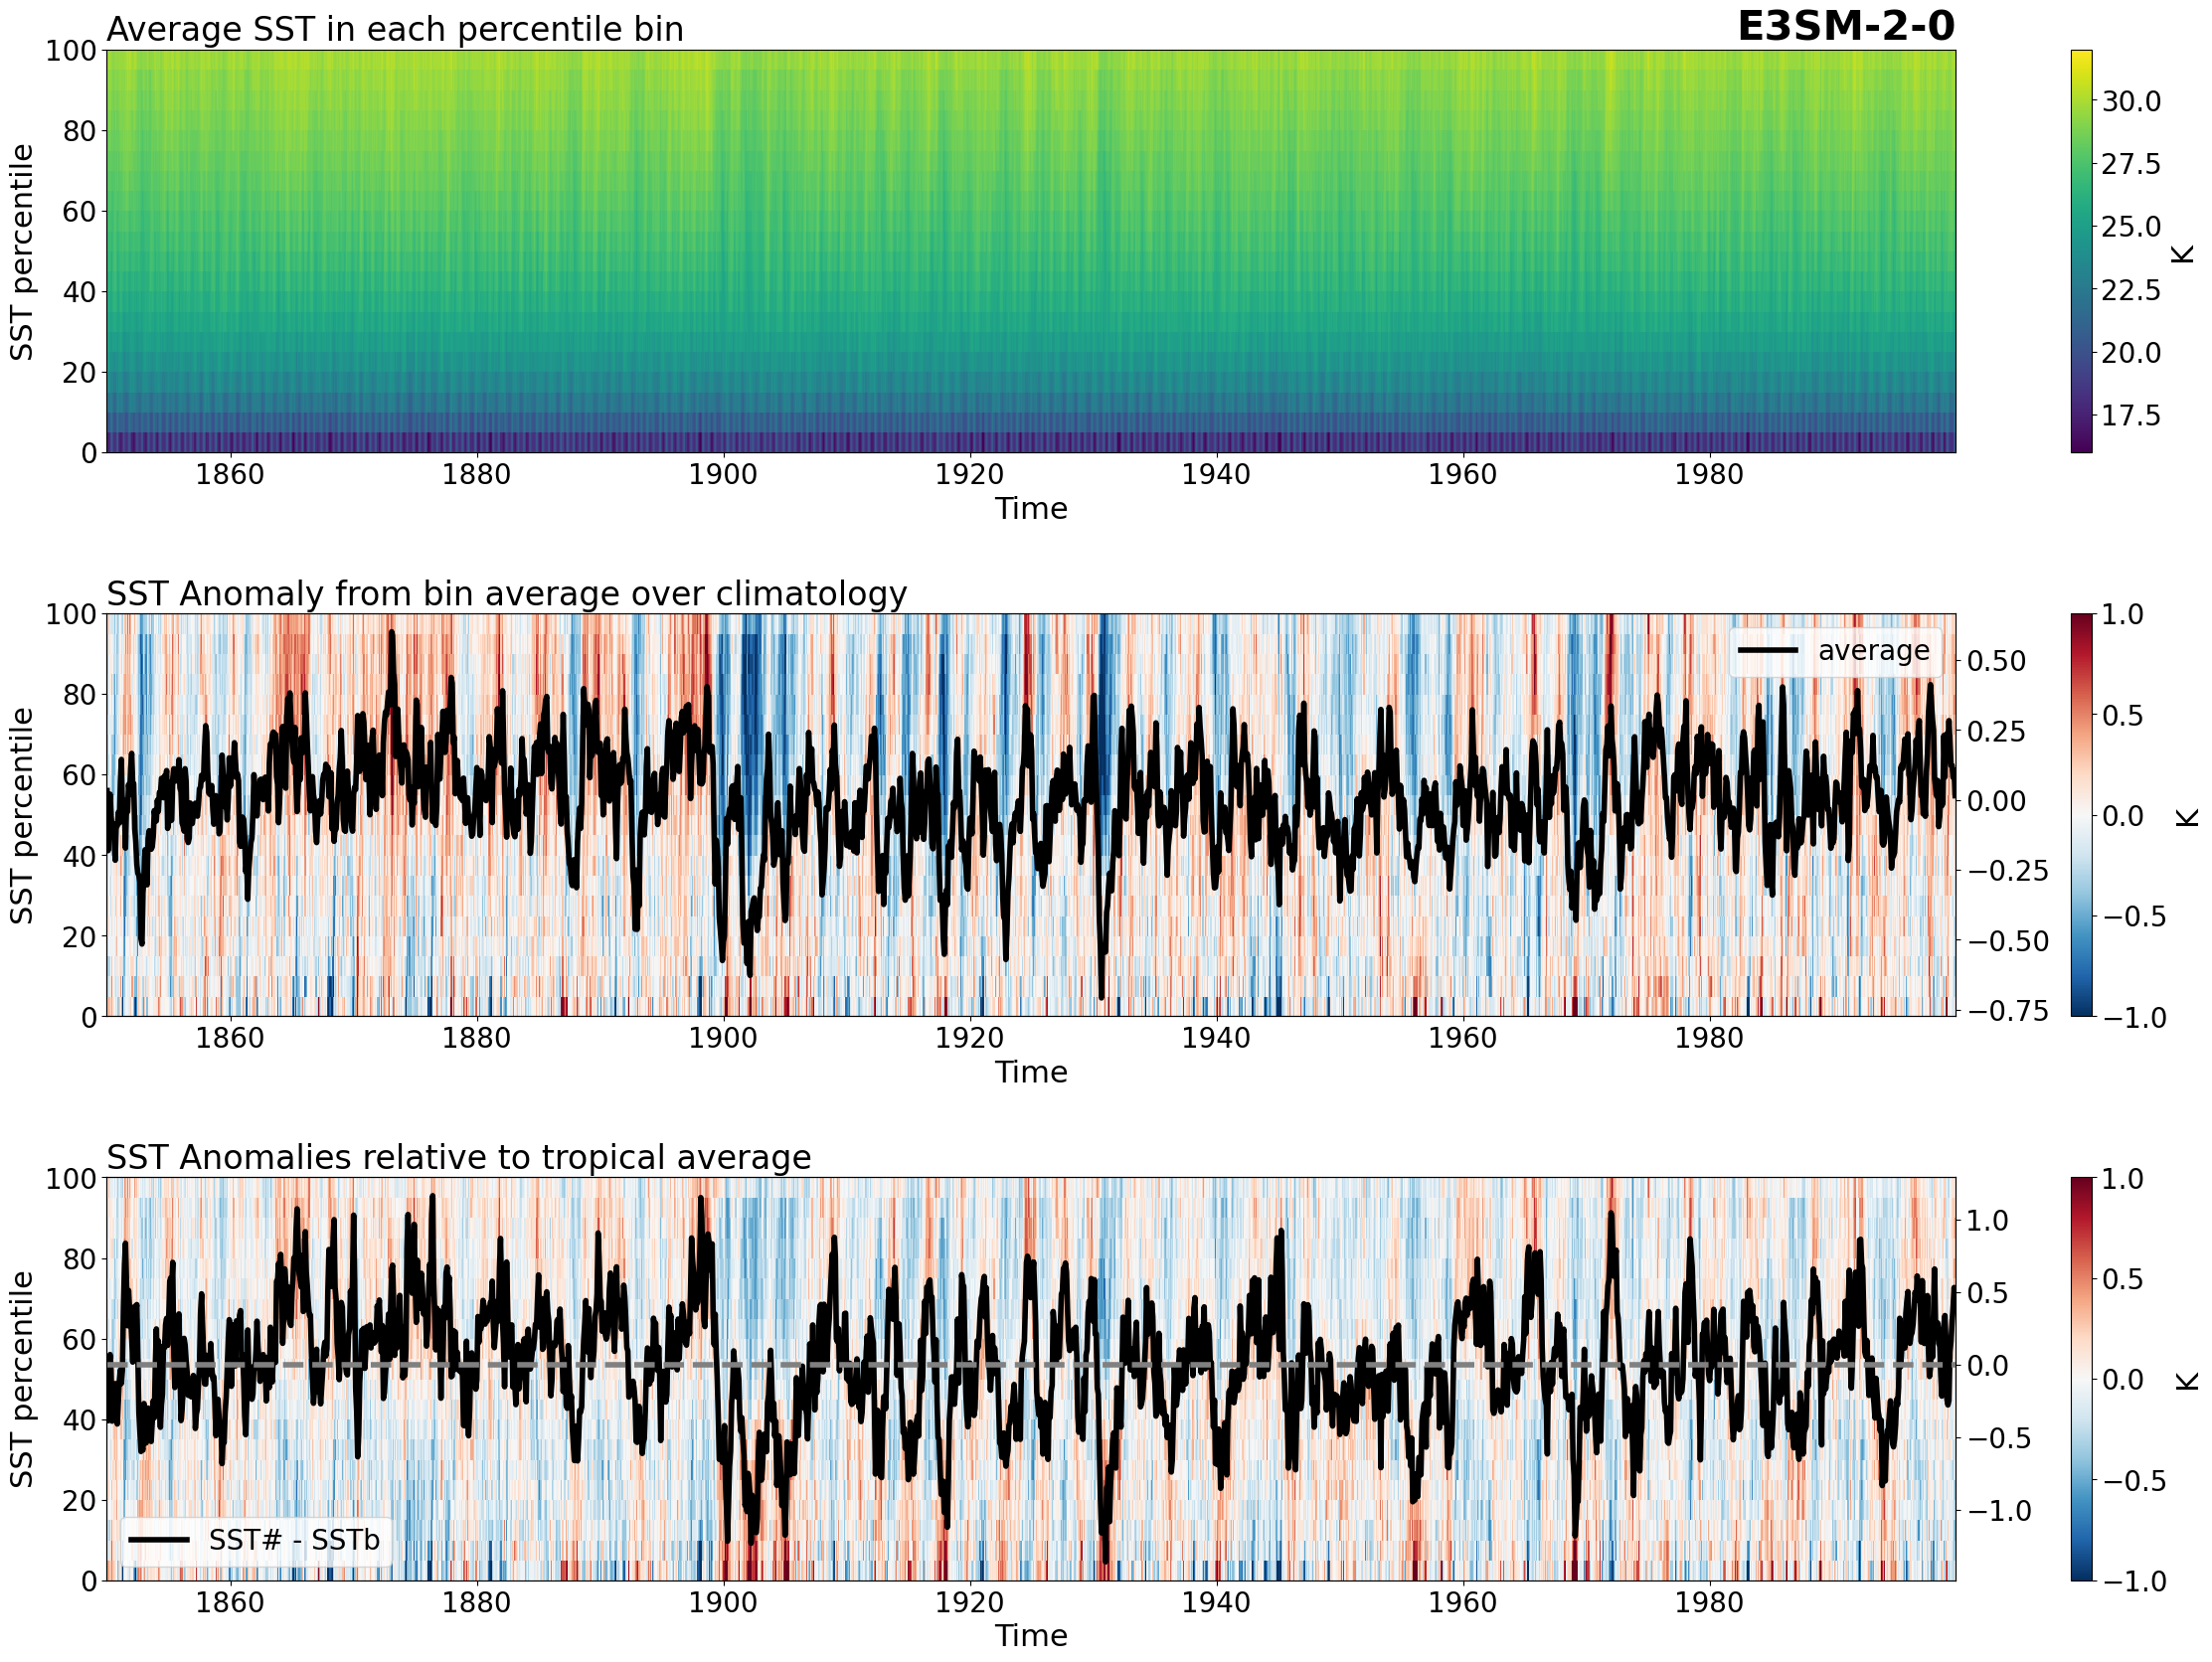 Average SST in each percentile bin
E3SM-2-0
100
80
60
40
20
0
SST percentile
1860 1880 1900 1920 1940 1960 1980
Time
30.0
27.5
25.0
22.5
20.0
17.5
K
SST Anomaly from bin average over climatology
100
80
60
40
20
0
SST percentile
average
1860 1880 1900 1920 1940 1960 1980
Time
0.50
0.25
0.00
−0.25
−0.50
−0.75
1.0
0.5
0.0
−0.5
−1.0
K
SST Anomalies relative to tropical average
100
80
60
40
20
0
SST percentile
SST# - SSTb
1860 1880 1900 1920 1940 1960 1980
Time
1.0
0.5
0.0
−0.5
−1.0
1.0
0.5
0.0
−0.5
−1.0
K